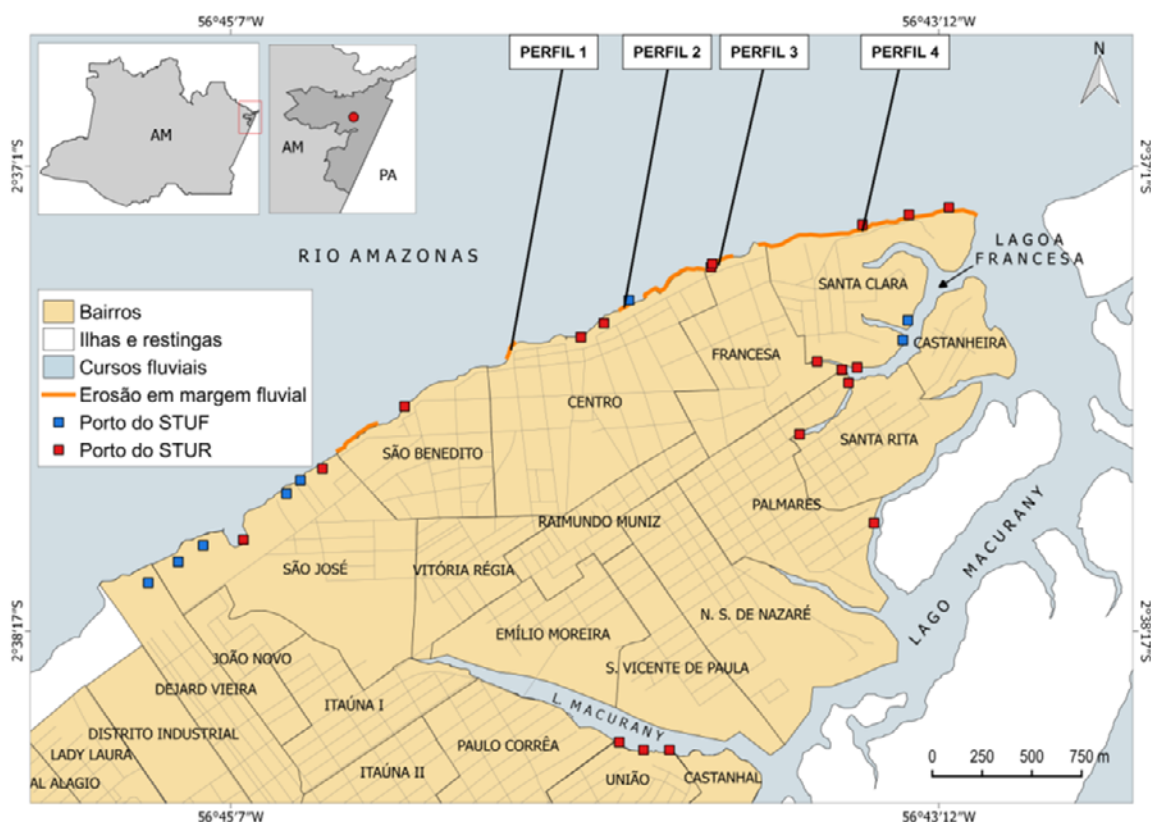 56°45'7"W
56°43'12"W
PERFIL 1
PERFIL 2
PERFIL 3
PERFIL 4
N
AM
AM
PA
2°37'1"S
2°37'1"S
RIO AMAZONAS
LAGOA
FRANCESA
SANTA CLARA
CASTANHEIRA
FRANCESA
CENTRO
SANTA RITA
SÃO BENEDITO
PALMARES
RAIMUNDO MUNIZ
SÃO JOSÉ
VITÓRIA RÉGIA
LAGO MACURANY
N. S. DE NAZARÉ
EMÍLIO MOREIRA
S. VICENTE DE PAULA
JOÃO NOVO
DEJARD VIEIRA
ITAÚNA I
L. MACURANY
DISTRITO INDUSTRIAL
LADY LAURA
PAULO CORRÊA
ITAÚNA II
UNIÃO
CASTANHAL
AL ALAGIO
Bairros
Ilhas e restingas
Cursos fluviais
Erosão em margem fluvial
Porto do STUF
Porto do STUR
2°38'17"S
2°38'17"S
0 250 500 750 m
56°45'7"W
56°43'12"W